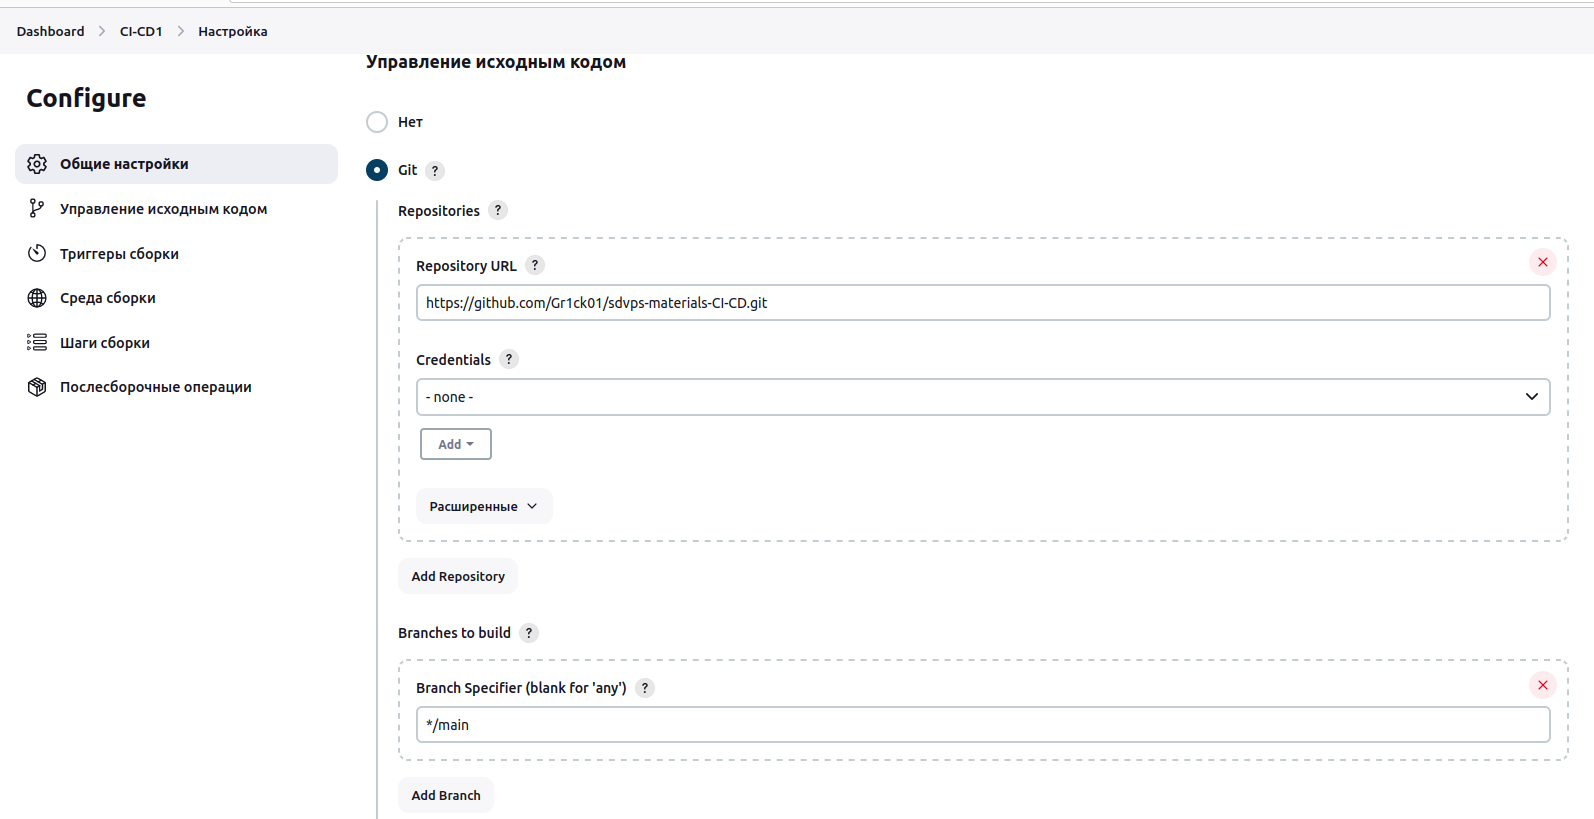 Dashboard > CI-CD1 > Настройка
Configure
Общие настройки
Управление исходным кодом
Триггеры сборки
Среда сборки
Шаги сборки
Послесборочные операции
Управление исходным кодом
Нет
Git ?
Repositories ?
Repository URL ?
https://github.com/Gr1ck01/sdvps-materials-CI-CD.git
Credentials ?
- none -
Add
Расширенные
Add Repository
Branches to build ?
Branch Specifier (blank for 'any') ?
*/main
Add Branch